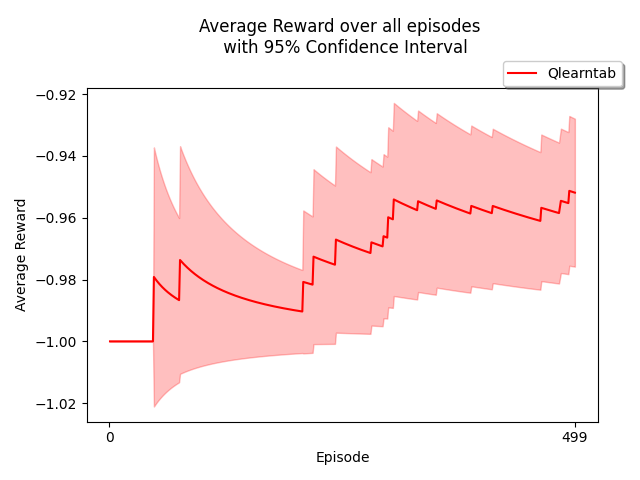 Average Reward over all episodes
with 95% Confidence Interval
Qlearntab
−0.92
−0.94
−0.96
−0.98
−1.00
−1.02
Average Reward
0
499
Episode